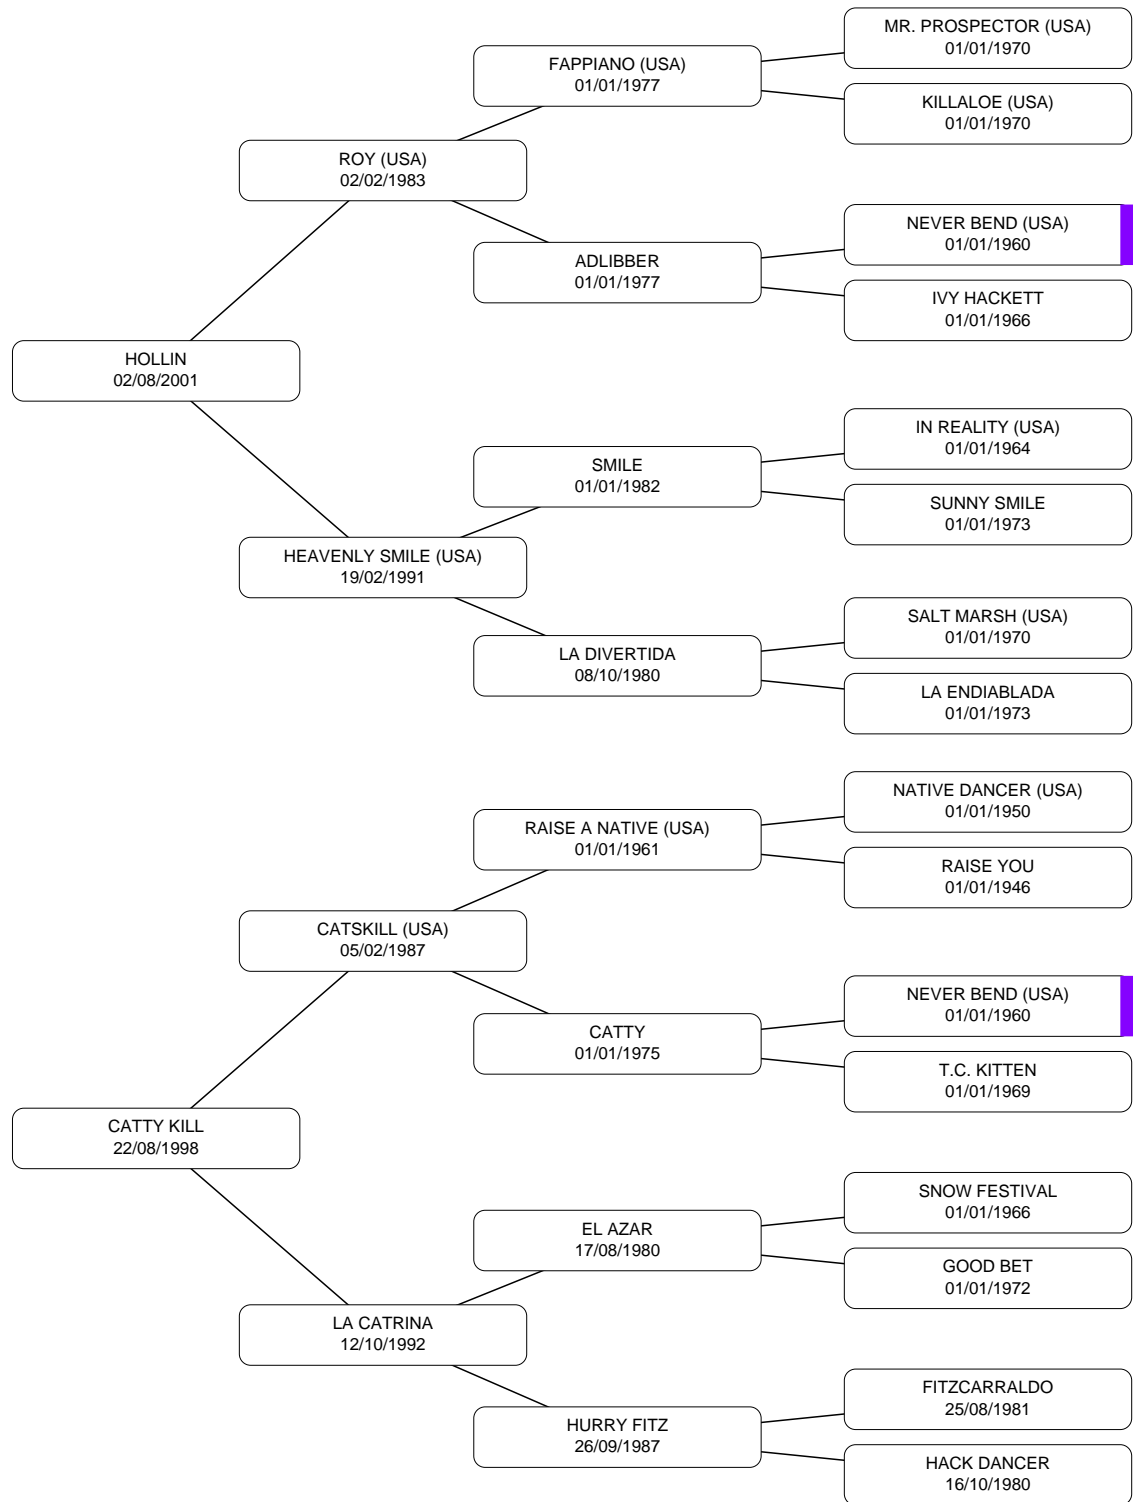 MR. PROSPECTOR (USA)
01/01/1970
FAPPIANO (USA)
01/01/1977
KILLALOE (USA)
01/01/1970
ROY (USA)
02/02/1983
NEVER BEND (USA)
01/01/1960
ADLIBBER
01/01/1977
IVY HACKETT
01/01/1966
HOLLIN
02/08/2001
IN REALITY (USA)
01/01/1964
SMILE
01/01/1982
SUNNY SMILE
01/01/1973
HEAVENLY SMILE (USA)
19/02/1991
SALT MARSH (USA)
01/01/1970
LA DIVERTIDA
08/10/1980
LA ENDIABLADA
01/01/1973
NATIVE DANCER (USA)
01/01/1950
RAISE A NATIVE (USA)
01/01/1961
RAISE YOU
01/01/1946
CATSKILL (USA)
05/02/1987
NEVER BEND (USA)
01/01/1960
CATTY
01/01/1975
T.C. KITTEN
01/01/1969
CATTY KILL
22/08/1998
SNOW FESTIVAL
01/01/1966
EL AZAR
17/08/1980
GOOD BET
01/01/1972
LA CATRINA
12/10/1992
FITZCARRALDO
25/08/1981
HURRY FITZ
26/09/1987
HACK DANCER
16/10/1980